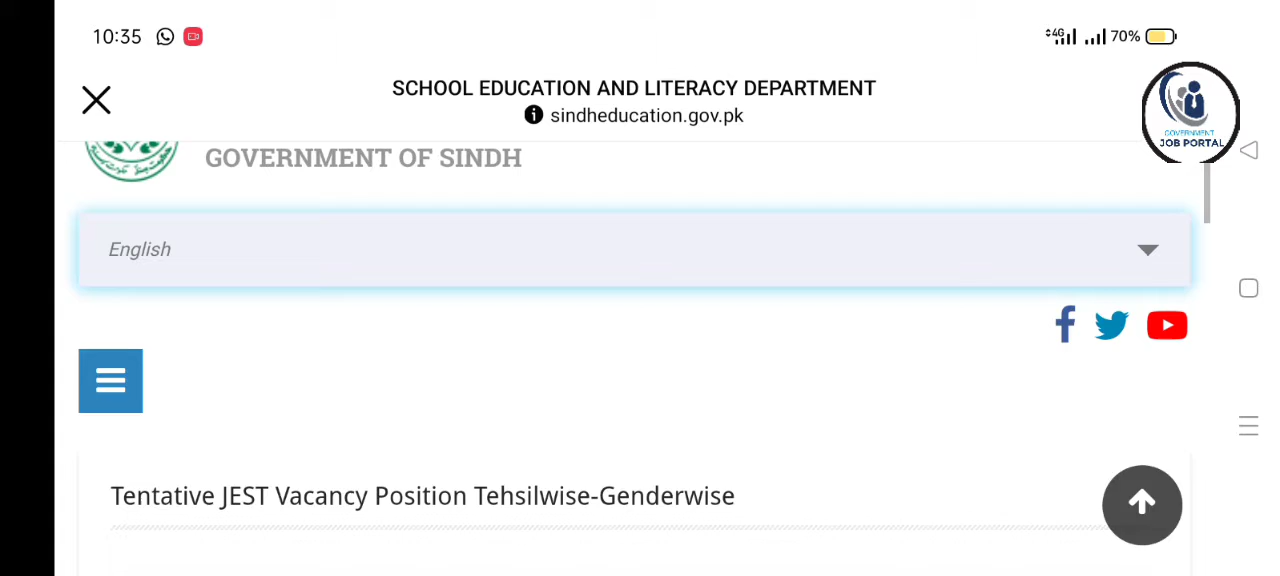 10:35
4G 70%
SCHOOL EDUCATION AND LITERACY DEPARTMENT
sindheducation.gov.pk
GOVERNMENT
JOB PORTAL
GOVERNMENT OF SINDH
English
Tentative JEST Vacancy Position Tehsilwise-Genderwise